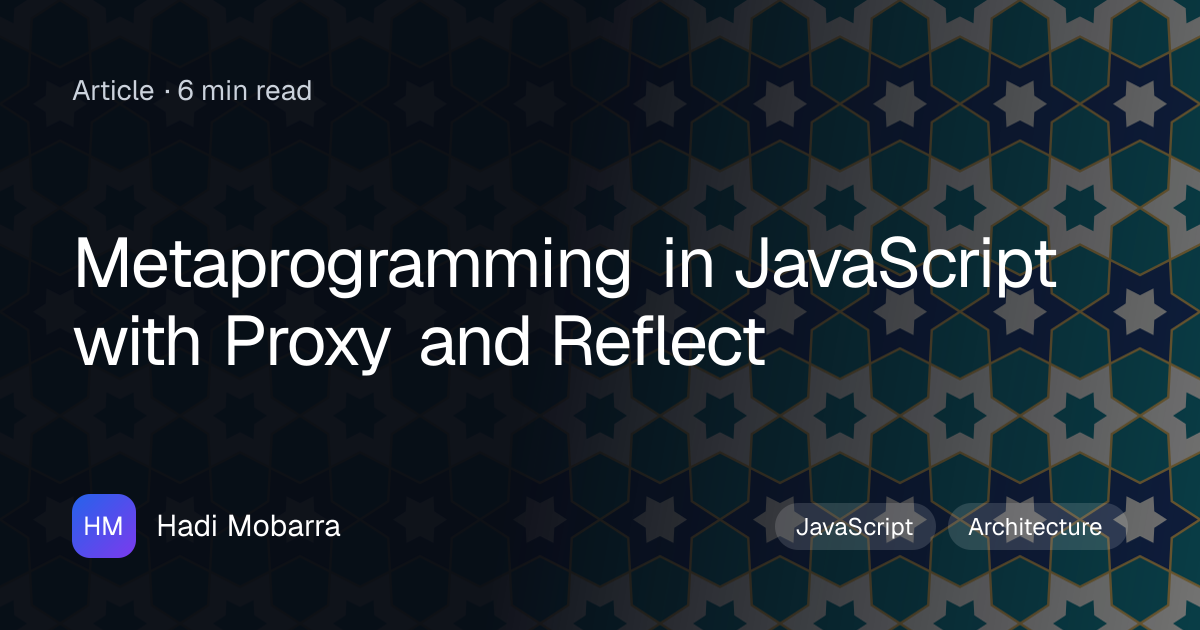 Article · 6 min read
Metaprogramming in JavaScript
with Proxy and Reflect
HM
Hadi Mobarra
JavaScript
Architecture